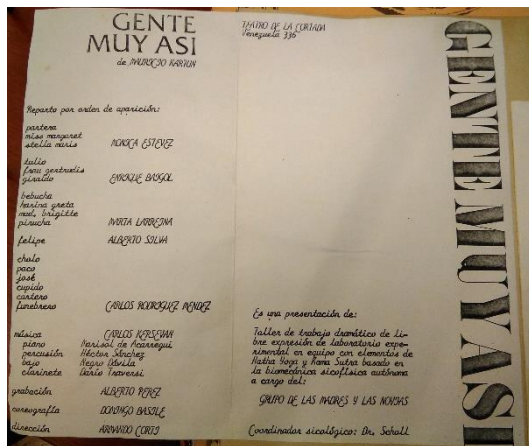 GENTE
MUY ASI
de MAURICIO KARTUN
Reparto por orden de aparición:
partera
miss margaret
stella maris MONICA ESTEVEZ
tulio
frau gertrudis
giraldo ENRIQUE BASGOL
bebucha
karina greta
mad. brigitte
pirucha MARTA LARREINA
felipe ALBERTO SILVA
cholo
paco
josé
cupido
cartero
funebrero CARLOS RODRIGUEZ MENDEZ
música CARLOS KERSEVAN
piano Marisol de Acarregui
percusión Héctor Sánchez
bajo Negro Dávila
clarinete Darío Traversi
grabación ALBERTO PEREZ
coreografía DOMINGO BASILE
dirección ARMANDO CORTI
TEATRO DE LA CORTADA
Venezuela 336
Es una presentación de:
Taller de trabajo dramático de li-
bre expresión de laboratorio expe-
rimental en equipo con elementos de
Hatha Yoga y Kama Sutra basado en
la biomecánica sicofísica autónoma
a cargo del:
GRUPO DE LAS MADRES Y LAS NOVIAS
Coordinador sicológico: Dr. Scholl
GENTE MUY ASI